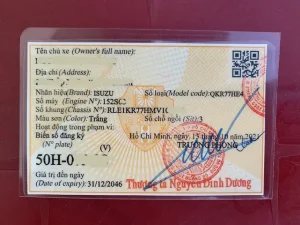 Tên chủ xe (Owner's full name):
Địa chỉ (Address):
Nhãn hiệu(Brand): ISUZU Số loại(Model code): QKR77HE4
Số máy (Engine Nº):152SC
Số khung(Chassis Nº) RLE1KR77HMV1
Màu sơn(Color): Trắng Số chỗ ngồi (Sit):3
Hoạt động trong phạm vi:
Biển số đăng ký Hồ Chí Minh, ngày 15 tháng 10 năm 2021
(N° plate) (V) TRƯỞNG PHÒNG
50H-0
Giá trị đến ngày
(Date of expiry): 31/12/2046 Thượng tá Nguyễn Đình Dương